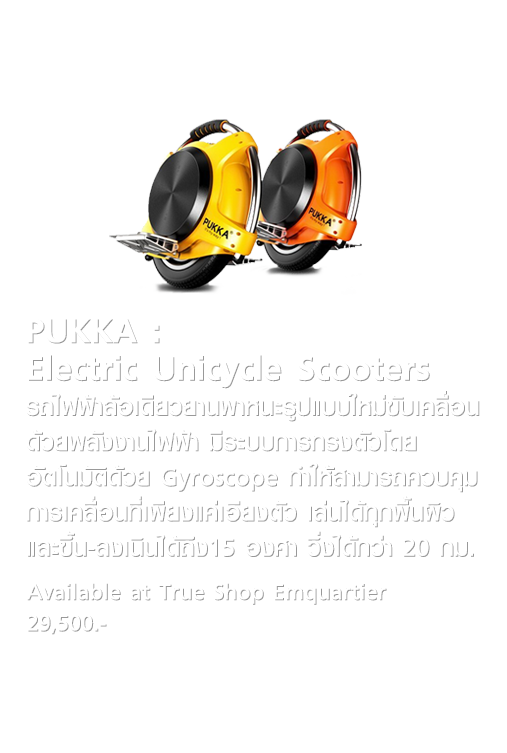 PUKKA
PUKKA
PUKKA :
Electric Unicycle Scooters
รถไฟฟ้าล้อเดียวยานพาหนะรูปแบบใหม่ขับเคลื่อน
ด้วยพลังงานไฟฟ้า มีระบบการทรงตัวโดย
อัตโนมัติด้วย Gyroscope ทำให้สามารถควบคุม
การเคลื่อนที่เพียงแค่เอียงตัว เล่นได้ทุกพื้นผิว
และขึ้น-ลงเนินได้ถึง15 องศา วิ่งได้กว่า 20 กม.
Available at True Shop Emquartier
29,500.-